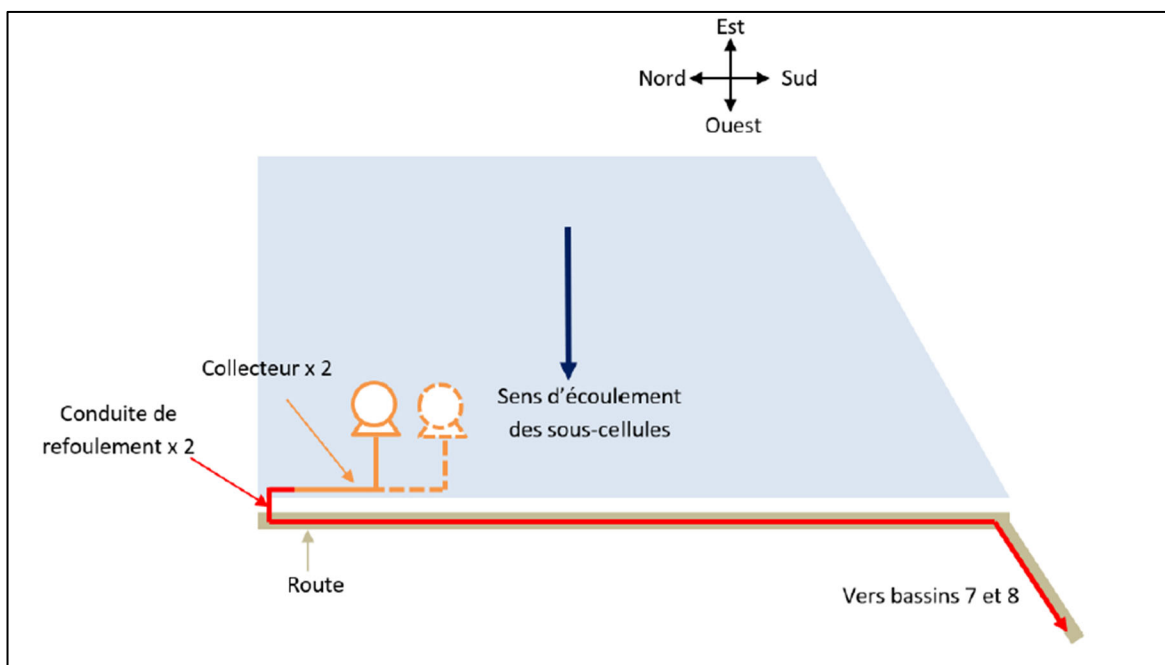 Est
Nord
Sud
Ouest
Collecteur x 2
Conduite de
refoulement x 2
Sens d’écoulement
des sous-cellules
Route
Vers bassins 7 et 8